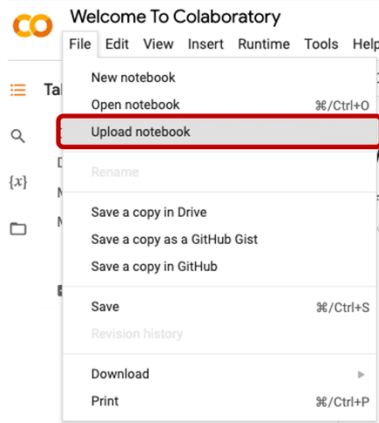 Welcome To Colaboratory
File Edit View Insert Runtime Tools Help
Ta
New notebook
Open notebook ⌘/Ctrl+O
Upload notebook
Rename
{x}
Save a copy in Drive
Save a copy as a GitHub Gist
Save a copy in GitHub
Save ⌘/Ctrl+S
Revision history
Download ►
Print ⌘/Ctrl+P